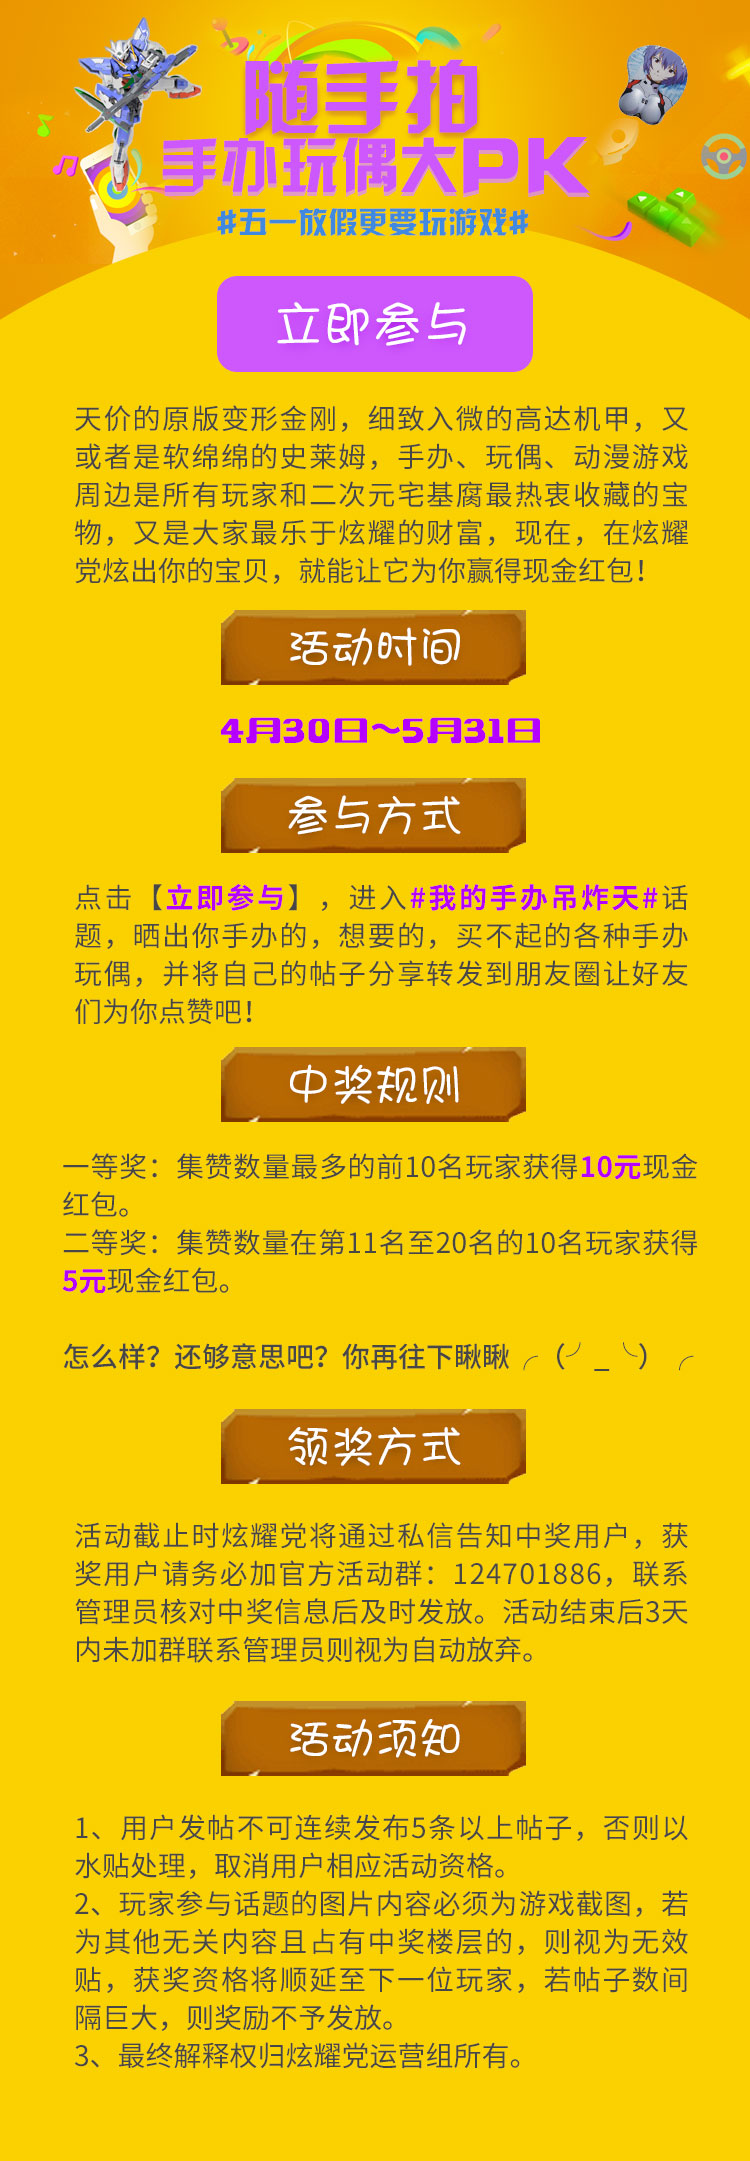 随手拍
手办玩偶大PK
#五一放假更要玩游戏#
立即参与
天价的原版变形金刚，细致入微的高达机甲，又
或者是软绵绵的史莱姆，手办、玩偶、动漫游戏
周边是所有玩家和二次元宅基腐最热衷收藏的宝
物，又是大家最乐于炫耀的财富，现在，在炫耀
党炫出你的宝贝，就能让它为你赢得现金红包！
活动时间
4月30日～5月31日
参与方式
点击【立即参与】，进入#我的手办吊炸天#话
题，晒出你手办的，想要的，买不起的各种手办
玩偶，并将自己的帖子分享转发到朋友圈让好友
们为你点赞吧！
中奖规则
一等奖：集赞数量最多的前10名玩家获得10元现金
红包。
二等奖：集赞数量在第11名至20名的10名玩家获得
5元现金红包。
怎么样？还够意思吧？你再往下瞅瞅╭（╯_╰）╭
领奖方式
活动截止时炫耀党将通过私信告知中奖用户，获
奖用户请务必加官方活动群：124701886，联系
管理员核对中奖信息后及时发放。活动结束后3天
内未加群联系管理员则视为自动放弃。
活动须知
1、用户发帖不可连续发布5条以上帖子，否则以
水贴处理，取消用户相应活动资格。
2、玩家参与话题的图片内容必须为游戏截图，若
为其他无关内容且占有中奖楼层的，则视为无效
贴，获奖资格将顺延至下一位玩家，若帖子数间
隔巨大，则奖励不予发放。
3、最终解释权归炫耀党运营组所有。